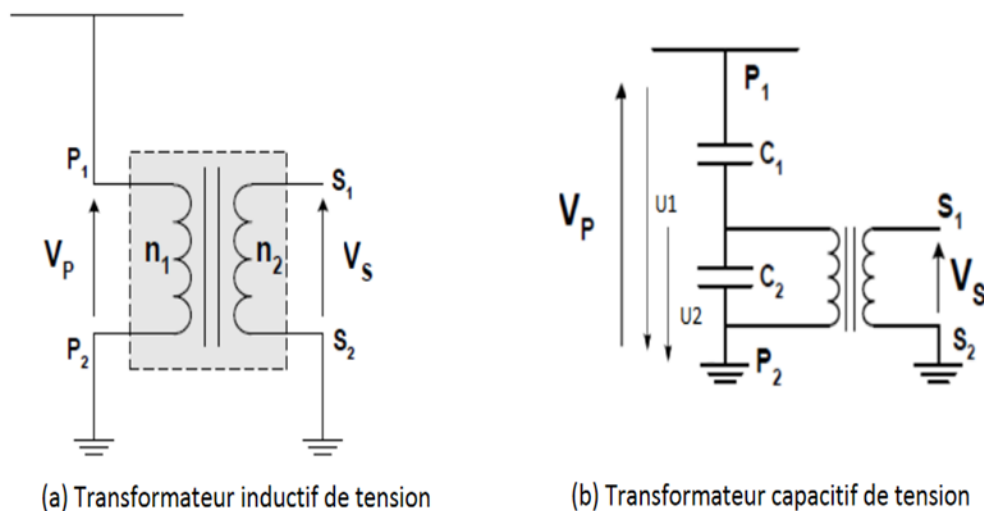 P1
VP
n1
n2
S1
VS
P2
S2
(a) Transformateur inductif de tension
P1
C1
U1
VP
S1
C2
VS
U2
S2
P2
(b) Transformateur capacitif de tension